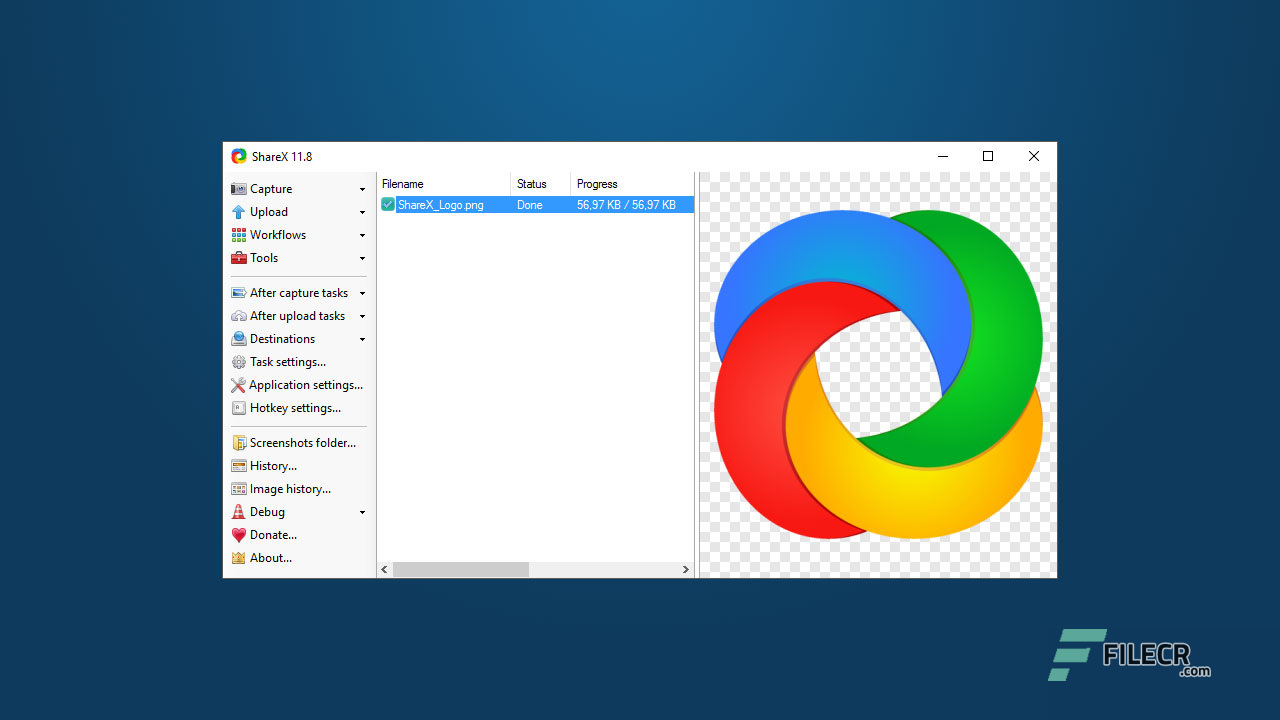 ShareX 11.8
Capture
Upload
Workflows
Tools
After capture tasks
After upload tasks
Destinations
Task settings...
Application settings...
Hotkey settings...
Screenshots folder...
History...
Image history...
Debug
Donate...
About...
Filename Status Progress
ShareX_Logo.png Done 56,97 KB / 56,97 KB
FILECR
.com